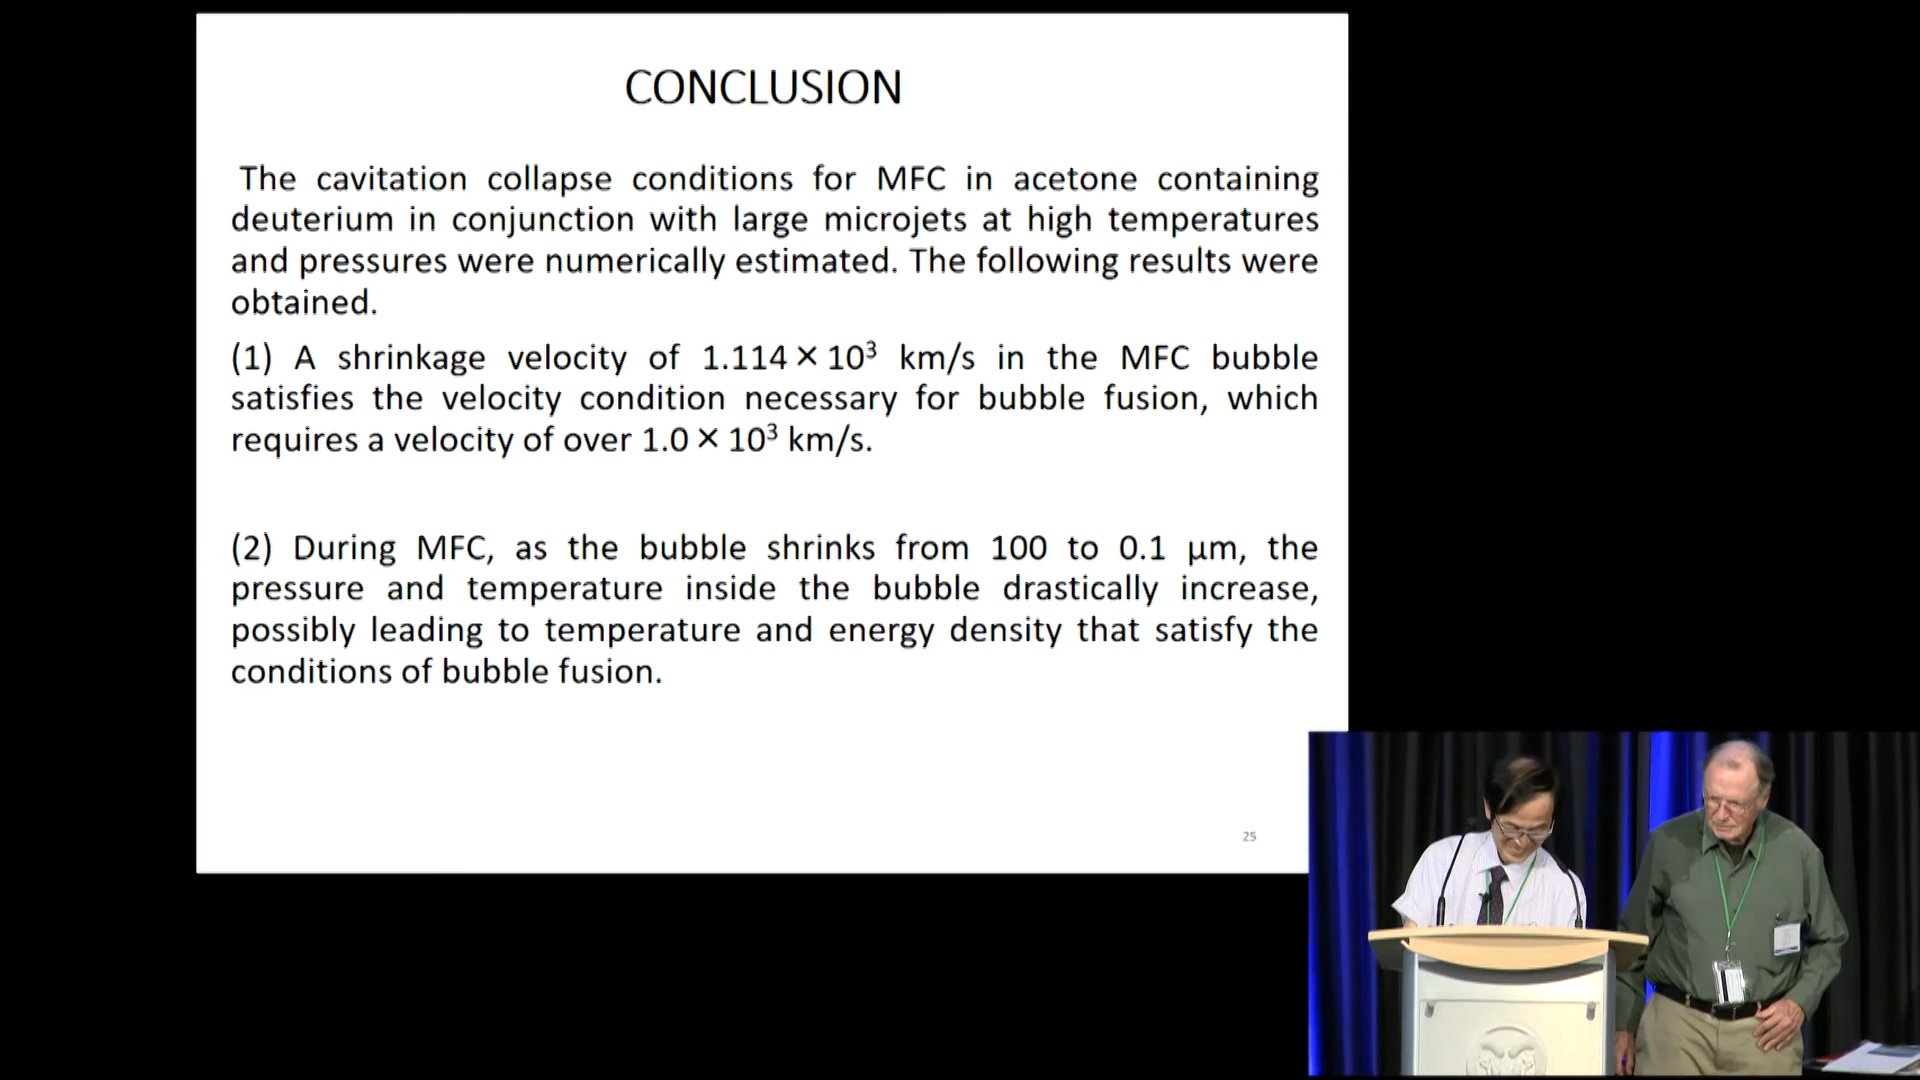 CONCLUSION
The cavitation collapse conditions for MFC in acetone containing
deuterium in conjunction with large microjets at high temperatures
and pressures were numerically estimated. The following results were
obtained.
(1) A shrinkage velocity of 1.114 × 10³ km/s in the MFC bubble
satisfies the velocity condition necessary for bubble fusion, which
requires a velocity of over 1.0 × 10³ km/s.
(2) During MFC, as the bubble shrinks from 100 to 0.1 μm, the
pressure and temperature inside the bubble drastically increase,
possibly leading to temperature and energy density that satisfy the
conditions of bubble fusion.
25